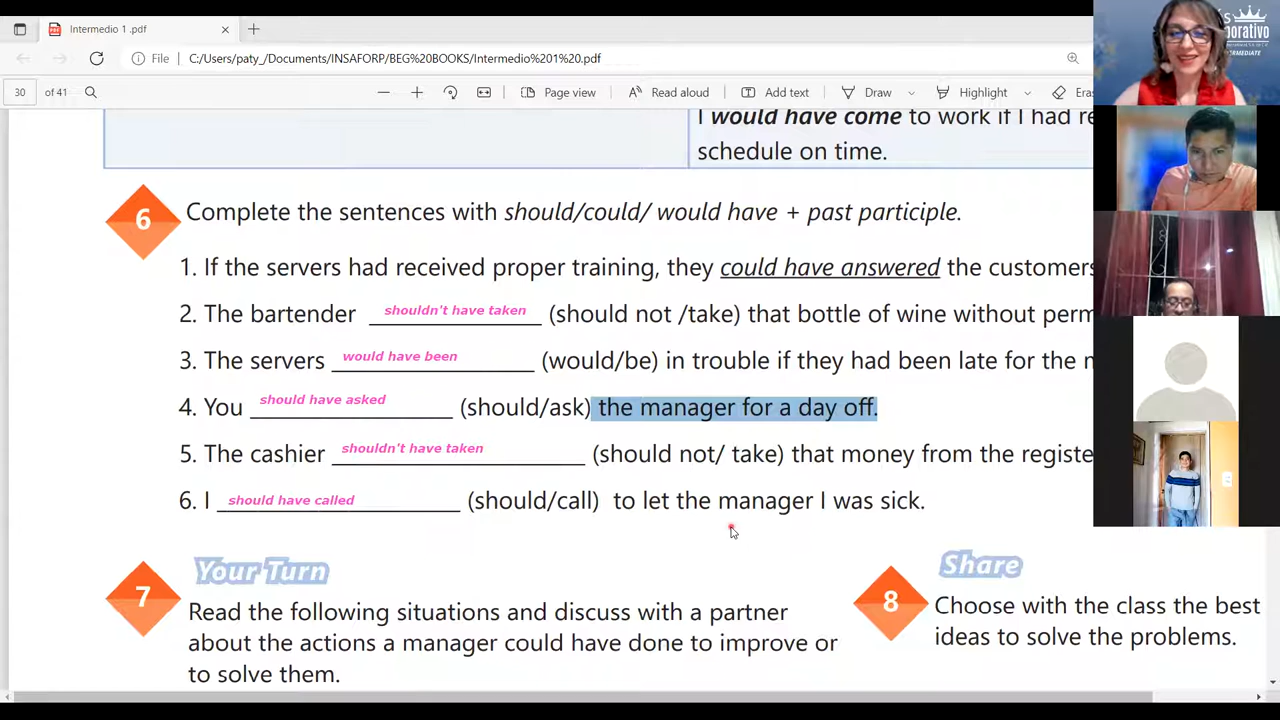 Intermedio 1 .pdf
File C:/Users/paty_/Documents/INSAFORP/BEG%20BOOKS/Intermedio%01%20.pdf
30 of 41 Page view Read aloud Add text Draw Highlight Eras
I would have come to work if I had re
schedule on time.
6 Complete the sentences with should/could/ would have + past participle.
1. If the servers had received proper training, they could have answered the customers
2. The bartender shouldn't have taken (should not /take) that bottle of wine without perm
3. The servers would have been (would/be) in trouble if they had been late for the m
4. You should have asked (should/ask) the manager for a day off.
5. The cashier shouldn't have taken (should not/ take) that money from the registe
6. I should have called (should/call) to let the manager I was sick.
7 Your Turn
Read the following situations and discuss with a partner
about the actions a manager could have done to improve or
to solve them.
8 Share
Choose with the class the best
ideas to solve the problems.